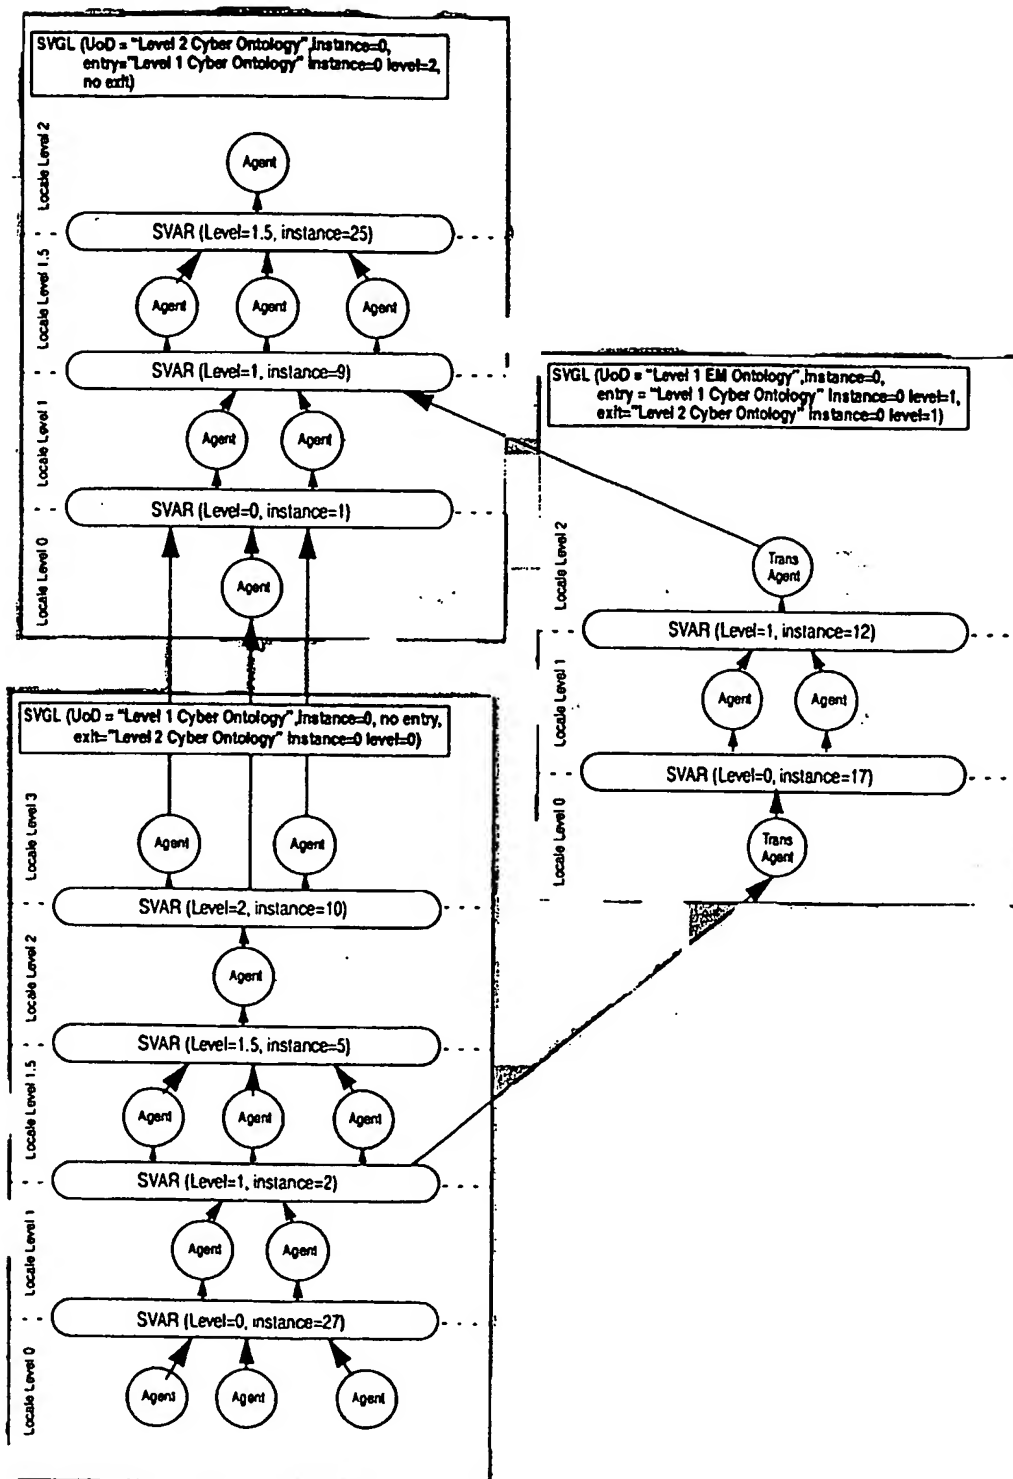 SVGL (UoD = "Level 2 Cyber Ontology",instance=0,
entry="Level 1 Cyber Ontology" instance=0 level=2,
no exit)
Locale Level 2
Agent
SVAR (Level=1.5, instance=25)
Locale Level 1.5
Agent
Agent
Agent
SVAR (Level=1, instance=9)
Locale Level 1
Agent
Agent
SVAR (Level=0, instance=1)
Locale Level 0
Agent
SVGL (UoD = "Level 1 EM Ontology",instance=0,
entry = "Level 1 Cyber Ontology" instance=0 level=1,
exit="Level 2 Cyber Ontology" instance=0 level=1)
Locale Level 2
Trans
Agent
SVAR (Level=1, instance=12)
Locale Level 1
Agent
Agent
SVAR (Level=0, instance=17)
Locale Level 0
Trans
Agent
SVGL (UoD = "Level 1 Cyber Ontology",instance=0, no entry,
exit="Level 2 Cyber Ontology" instance=0 level=0)
Locale Level 3
Agent
Agent
SVAR (Level=2, instance=10)
Locale Level 2
Agent
SVAR (Level=1.5, instance=5)
Locale Level 1.5
Agent
Agent
Agent
SVAR (Level=1, instance=2)
Locale Level 1
Agent
Agent
SVAR (Level=0, instance=27)
Locale Level 0
Agent
Agent
Agent